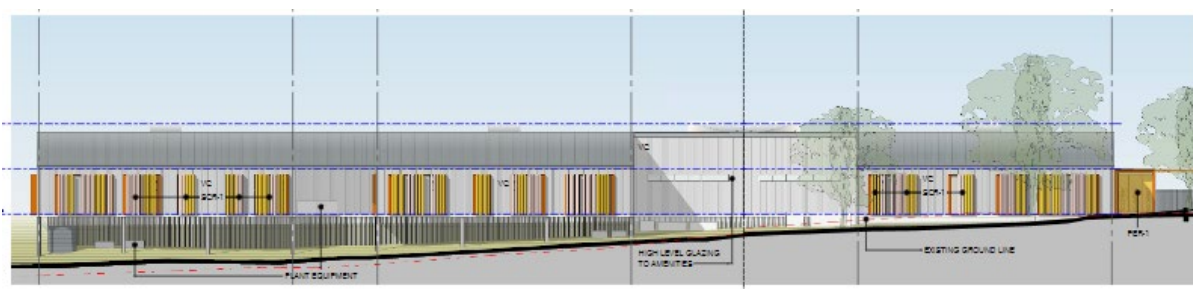 VC
VC
SCR-1
VC
VC
SCR-1
PLANT EQUIPMENT
HIGH LEVEL GLAZING
TO AMENITIES
EXISTING GROUND LINE
PER-1